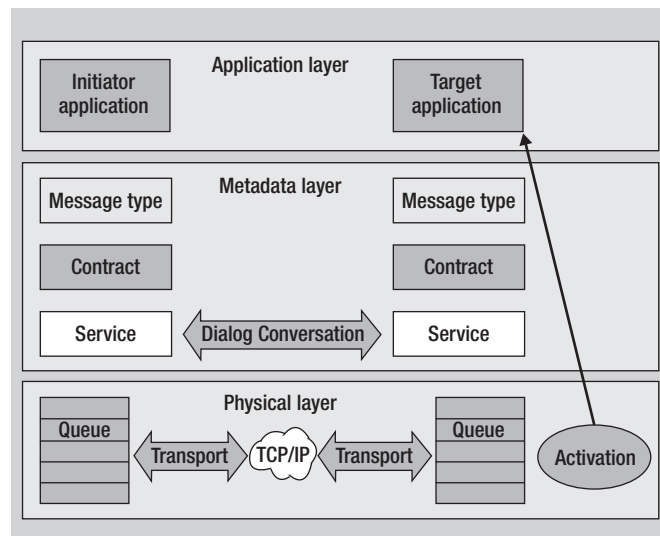 Application layer
Initiator
application
Target
application
Metadata layer
Message type
Message type
Contract
Contract
Service
Dialog Conversation
Service
Physical layer
Queue
Transport
TCP/IP
Transport
Queue
Activation